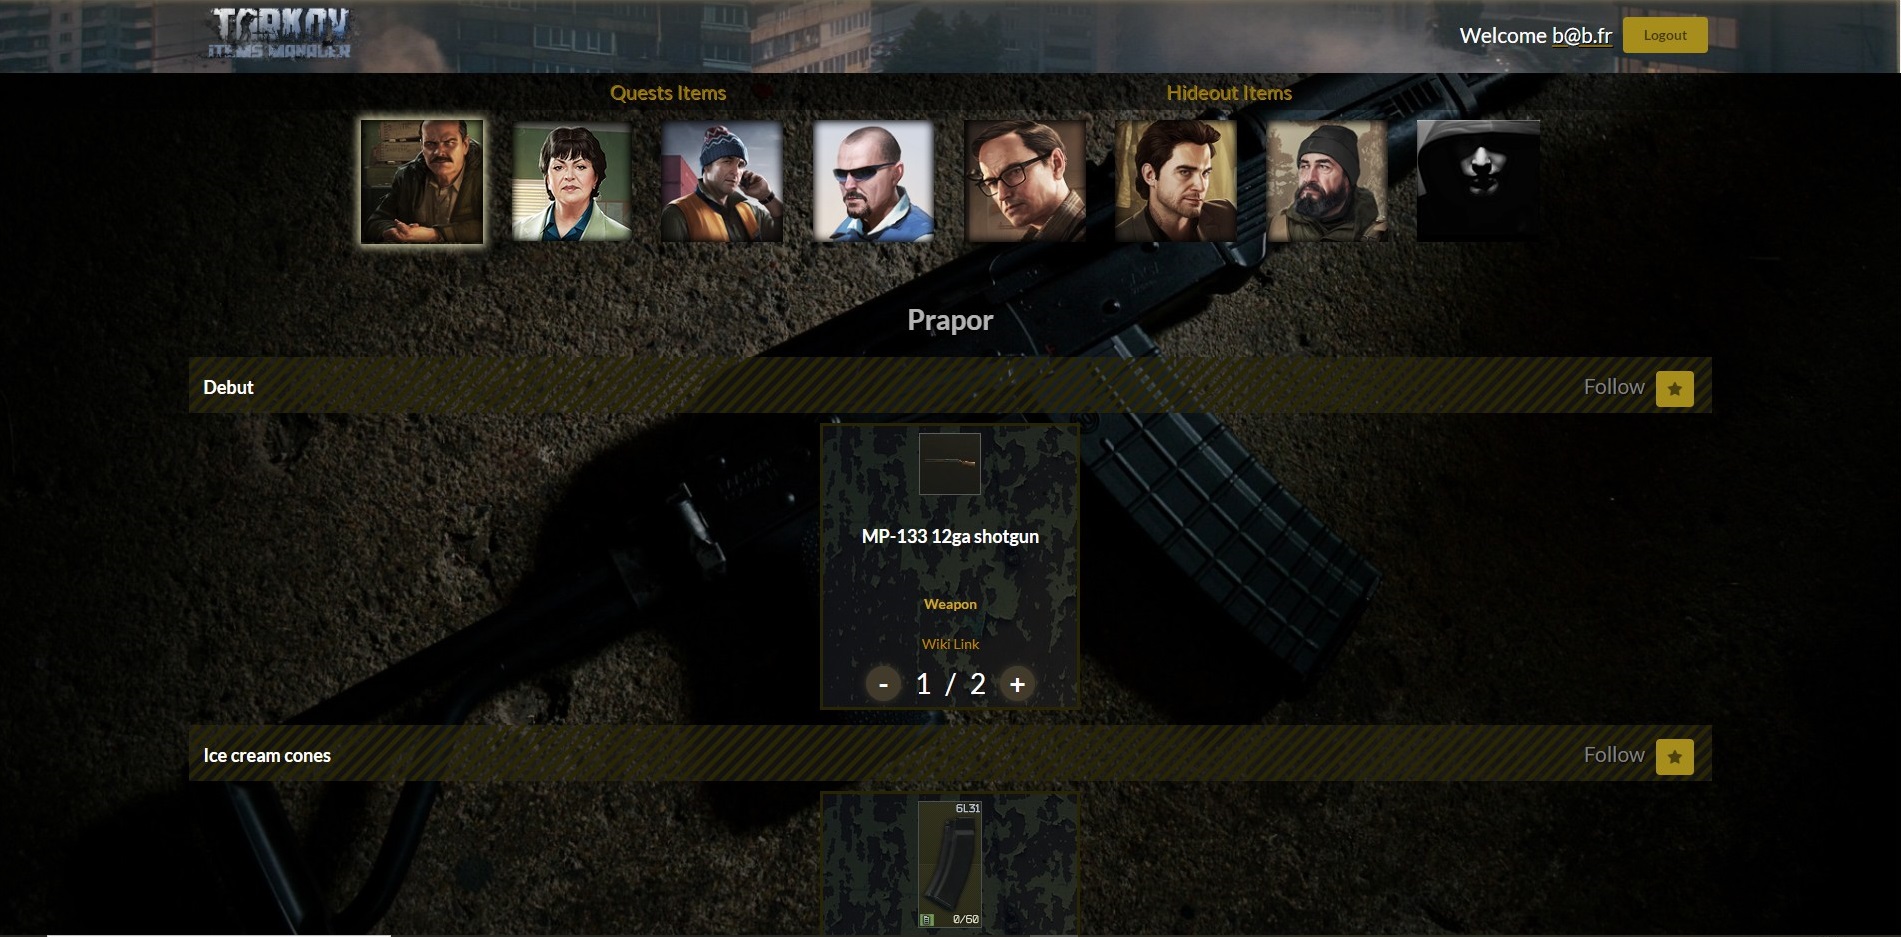 TARKOV
ITEMS MANAGER
Welcome b@b.fr
Logout
Quests Items
Hideout Items
Prapor
Debut
Follow
MP-133 12ga shotgun
Weapon
Wiki Link
- 1 / 2 +
Ice cream cones
Follow
6L31
0/60